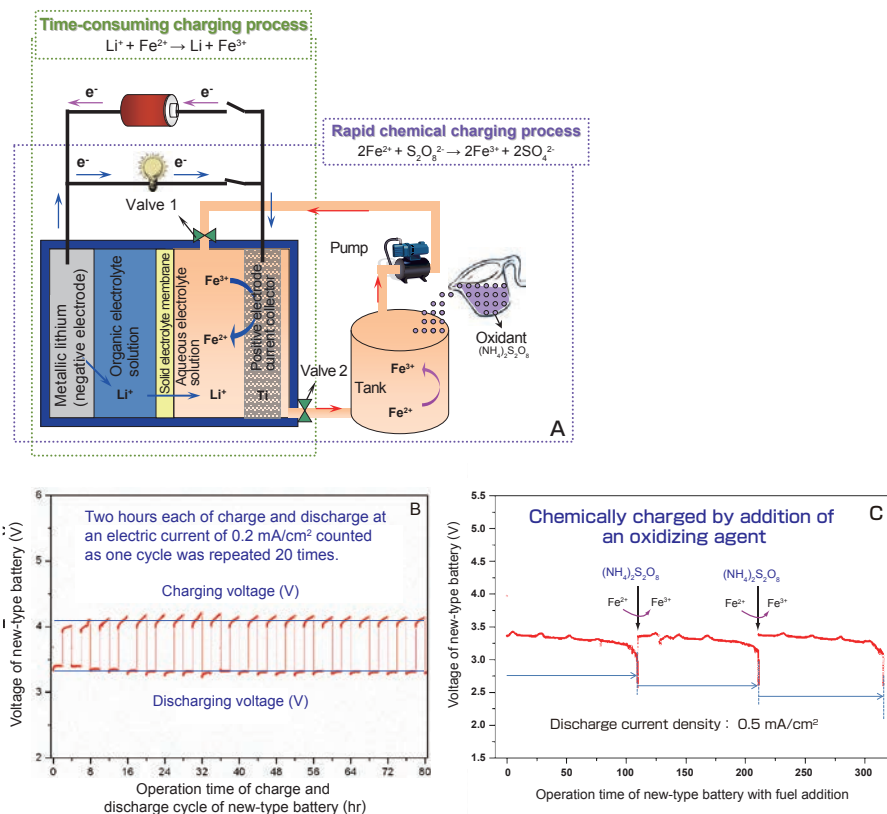 Time-consuming charging process
Li⁺ + Fe²⁺ → Li + Fe³⁺
e⁻
e⁻
Rapid chemical charging process
2Fe²⁺ + S₂O₈²⁻ → 2Fe³⁺ + 2SO₄²⁻
e⁻
e⁻
Valve 1
Pump
Metallic lithium
(negative electrode)
Organic electrolyte
solution
Solid electrolyte membrane
Aqueous electrolyte
solution
Positive electrode
current collector
Fe³⁺
Fe²⁺
Li⁺
Li⁺
Ti
Valve 2
Oxidant
(NH₄)₂S₂O₈
Fe³⁺
Tank
Fe²⁺
A
B
Two hours each of charge and discharge at
an electric current of 0.2 mA/cm² counted
as one cycle was repeated 20 times.
Charging voltage (V)
Discharging voltage (V)
Voltage of new-type battery (V)
6
5
4
3
2
0 8 16 24 32 40 48 56 64 72 80
Operation time of charge and
discharge cycle of new-type battery (hr)
C
Chemically charged by addition of
an oxidizing agent
(NH₄)₂S₂O₈ (NH₄)₂S₂O₈
Fe²⁺ Fe³⁺ Fe²⁺ Fe³⁺
Discharge current density : 0.5 mA/cm²
Voltage of new-type battery (V)
5.5
5.0
4.5
4.0
3.5
3.0
2.5
2.0
1.5
0 50 100 150 200 250 300
Operation time of new-type battery with fuel addition